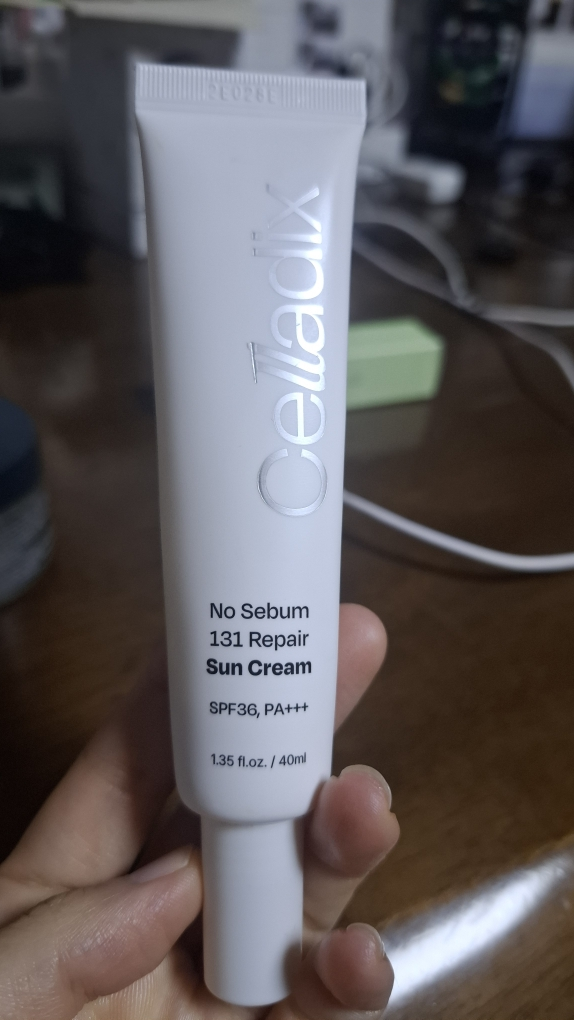 Celladix
No Sebum
131 Repair
Sun Cream
SPF36, PA+++
1.35 fl.oz. / 40ml